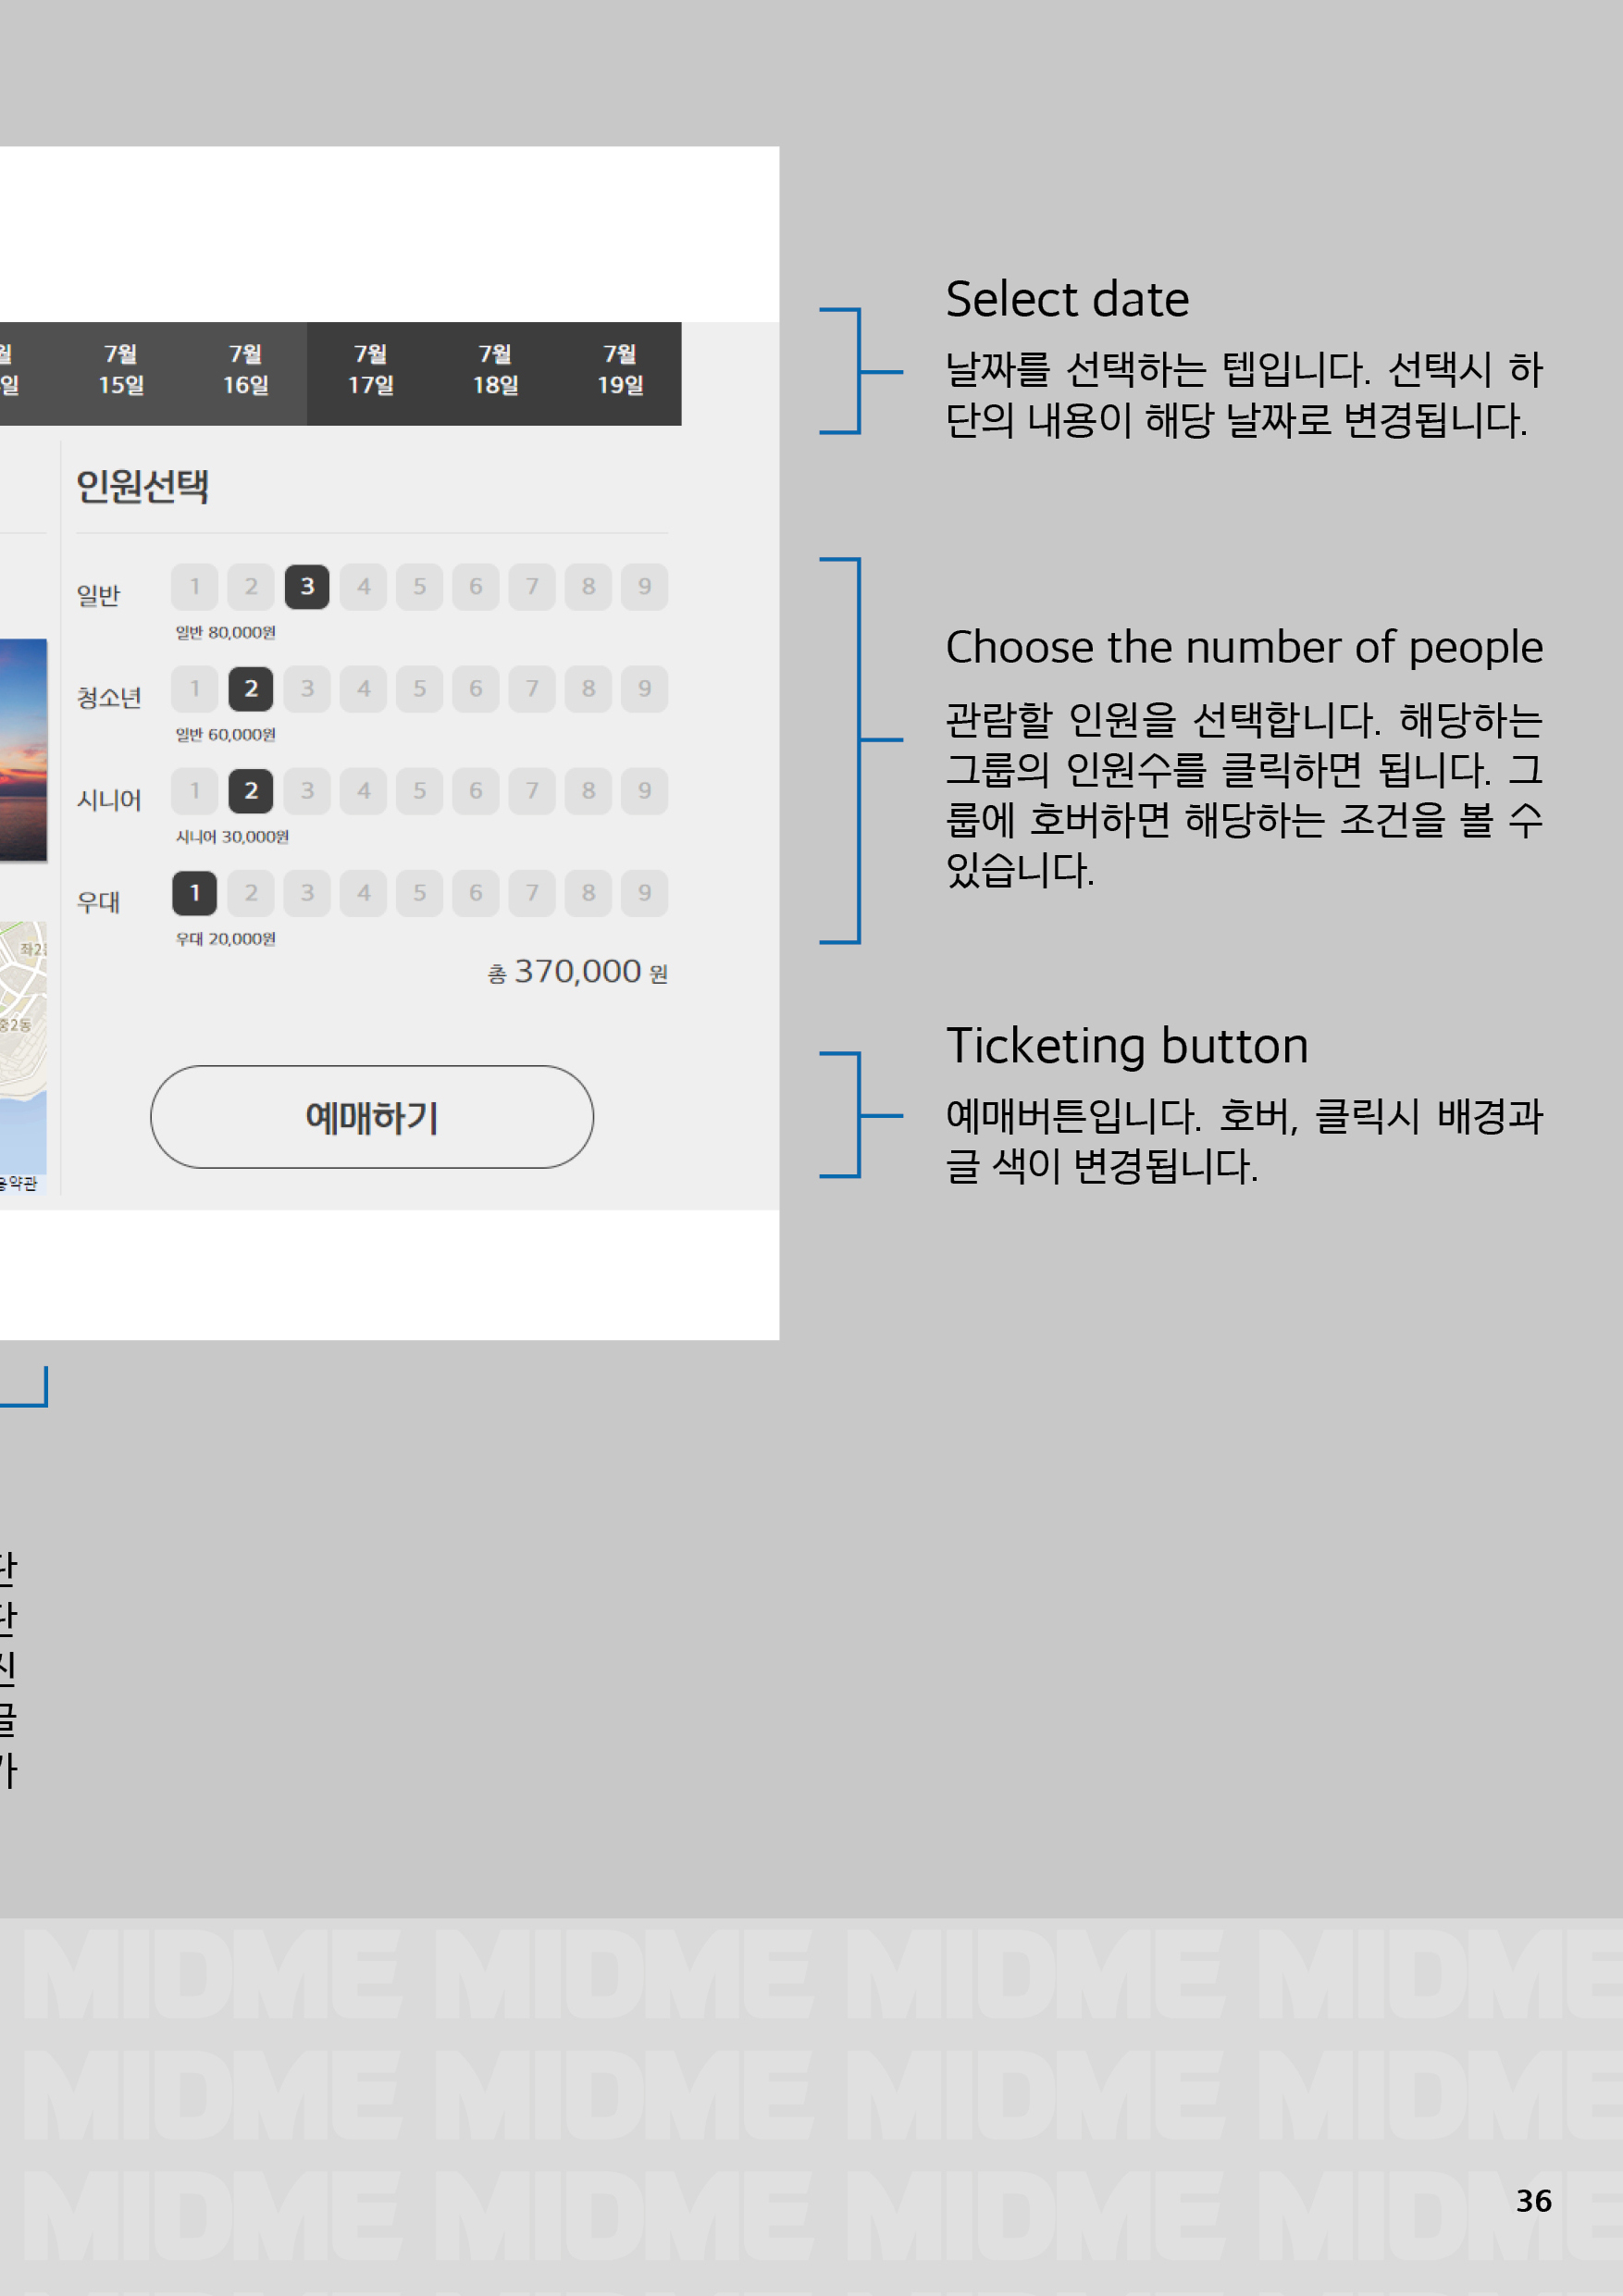 7월 7월 7월 7월 7월
15일 16일 17일 18일 19일
인원선택
일반 1 2 3 4 5 6 7 8 9
일반 80,000원
청소년 1 2 3 4 5 6 7 8 9
일반 60,000원
시니어 1 2 3 4 5 6 7 8 9
시니어 30,000원
우대 1 2 3 4 5 6 7 8 9
우대 20,000원
총 370,000 원
예매하기
중2동
용약관
Select date
날짜를 선택하는 텝입니다. 선택시 하
단의 내용이 해당 날짜로 변경됩니다.
Choose the number of people
관람할 인원을 선택합니다. 해당하는
그룹의 인원수를 클릭하면 됩니다. 그
룹에 호버하면 해당하는 조건을 볼 수
있습니다.
Ticketing button
예매버튼입니다. 호버, 클릭시 배경과
글 색이 변경됩니다.
MIDME MIDME MIDME MIDME
MIDME MIDME MIDME MIDME
MIDME MIDME MIDME MIDME
36